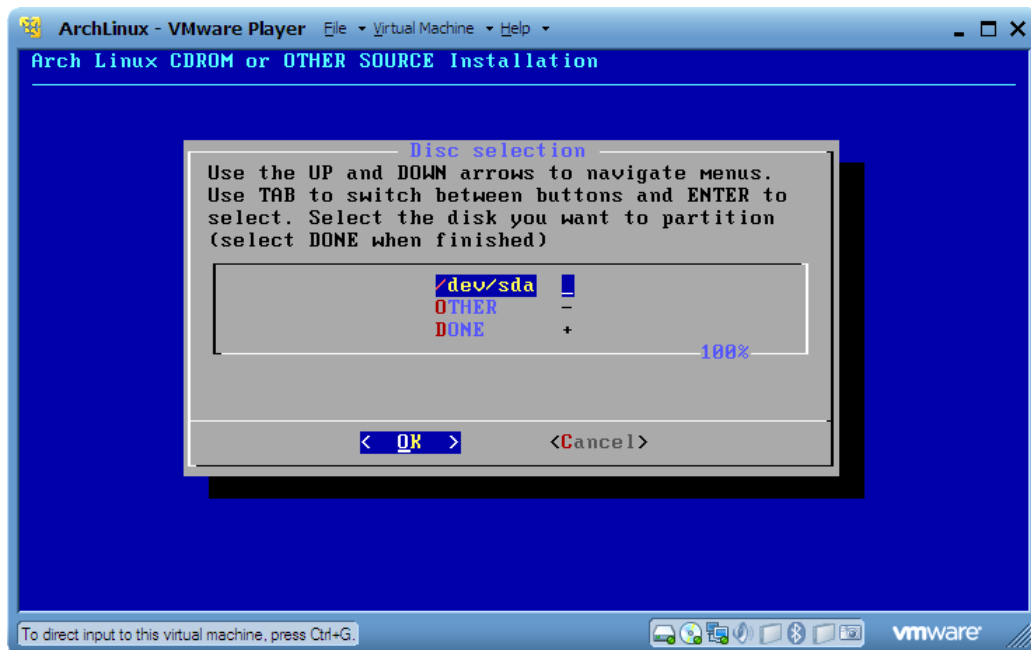 ArchLinux - VMware Player File Virtual Machine Help
Arch Linux CDROM or OTHER SOURCE Installation
Disc selection
Use the UP and DOWN arrows to navigate menus.
Use TAB to switch between buttons and ENTER to
select. Select the disk you want to partition
(select DONE when finished)
/dev/sda _
OTHER -
DONE +
100%
< OK > <Cancel>
To direct input to this virtual machine, press Ctrl+G. vmware